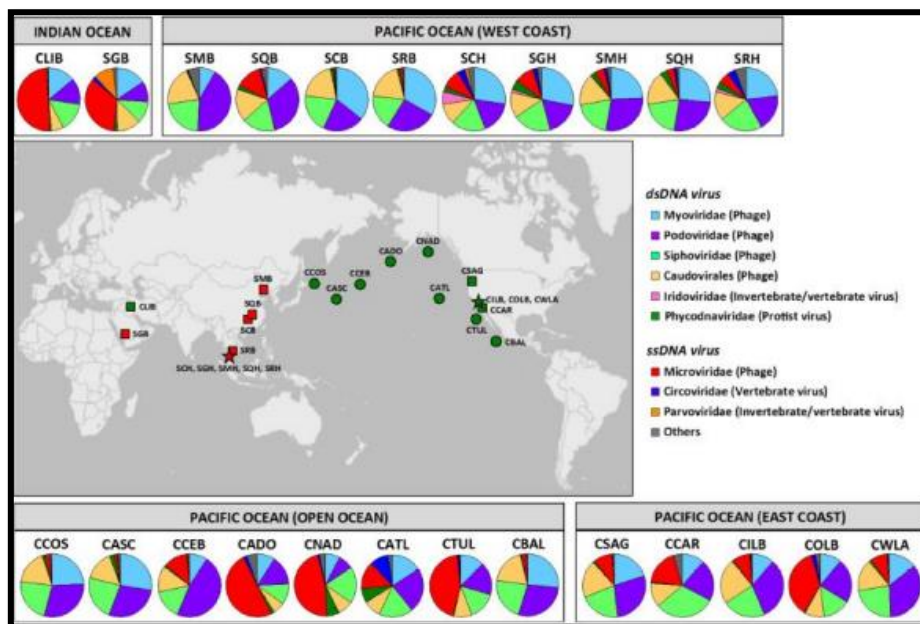 INDIAN OCEAN
PACIFIC OCEAN (WEST COAST)
CLIB SGB SMB SQB SCB SRB SCH SGH SMH SQH SRH
CNAD
CADO
CSAG
CCOS
CCEB
SMB
CASC
CATL
CILB, COLB, CWLA
CLIB
SQB
CCAR
SCB
CTUL
SGB
CBAL
SRB
SCH, SGH, SMH, SQH, SRH
dsDNA virus
Myoviridae (Phage)
Podoviridae (Phage)
Siphoviridae (Phage)
Caudovirales (Phage)
Iridoviridae (Invertebrate/vertebrate virus)
Phycodnaviridae (Protist virus)
ssDNA virus
Microviridae (Phage)
Circoviridae (Vertebrate virus)
Parvoviridae (Invertebrate/vertebrate virus)
Others
PACIFIC OCEAN (OPEN OCEAN)
PACIFIC OCEAN (EAST COAST)
CCOS CASC CCEB CADO CNAD CATL CTUL CBAL CSAG CCAR CILB COLB CWLA